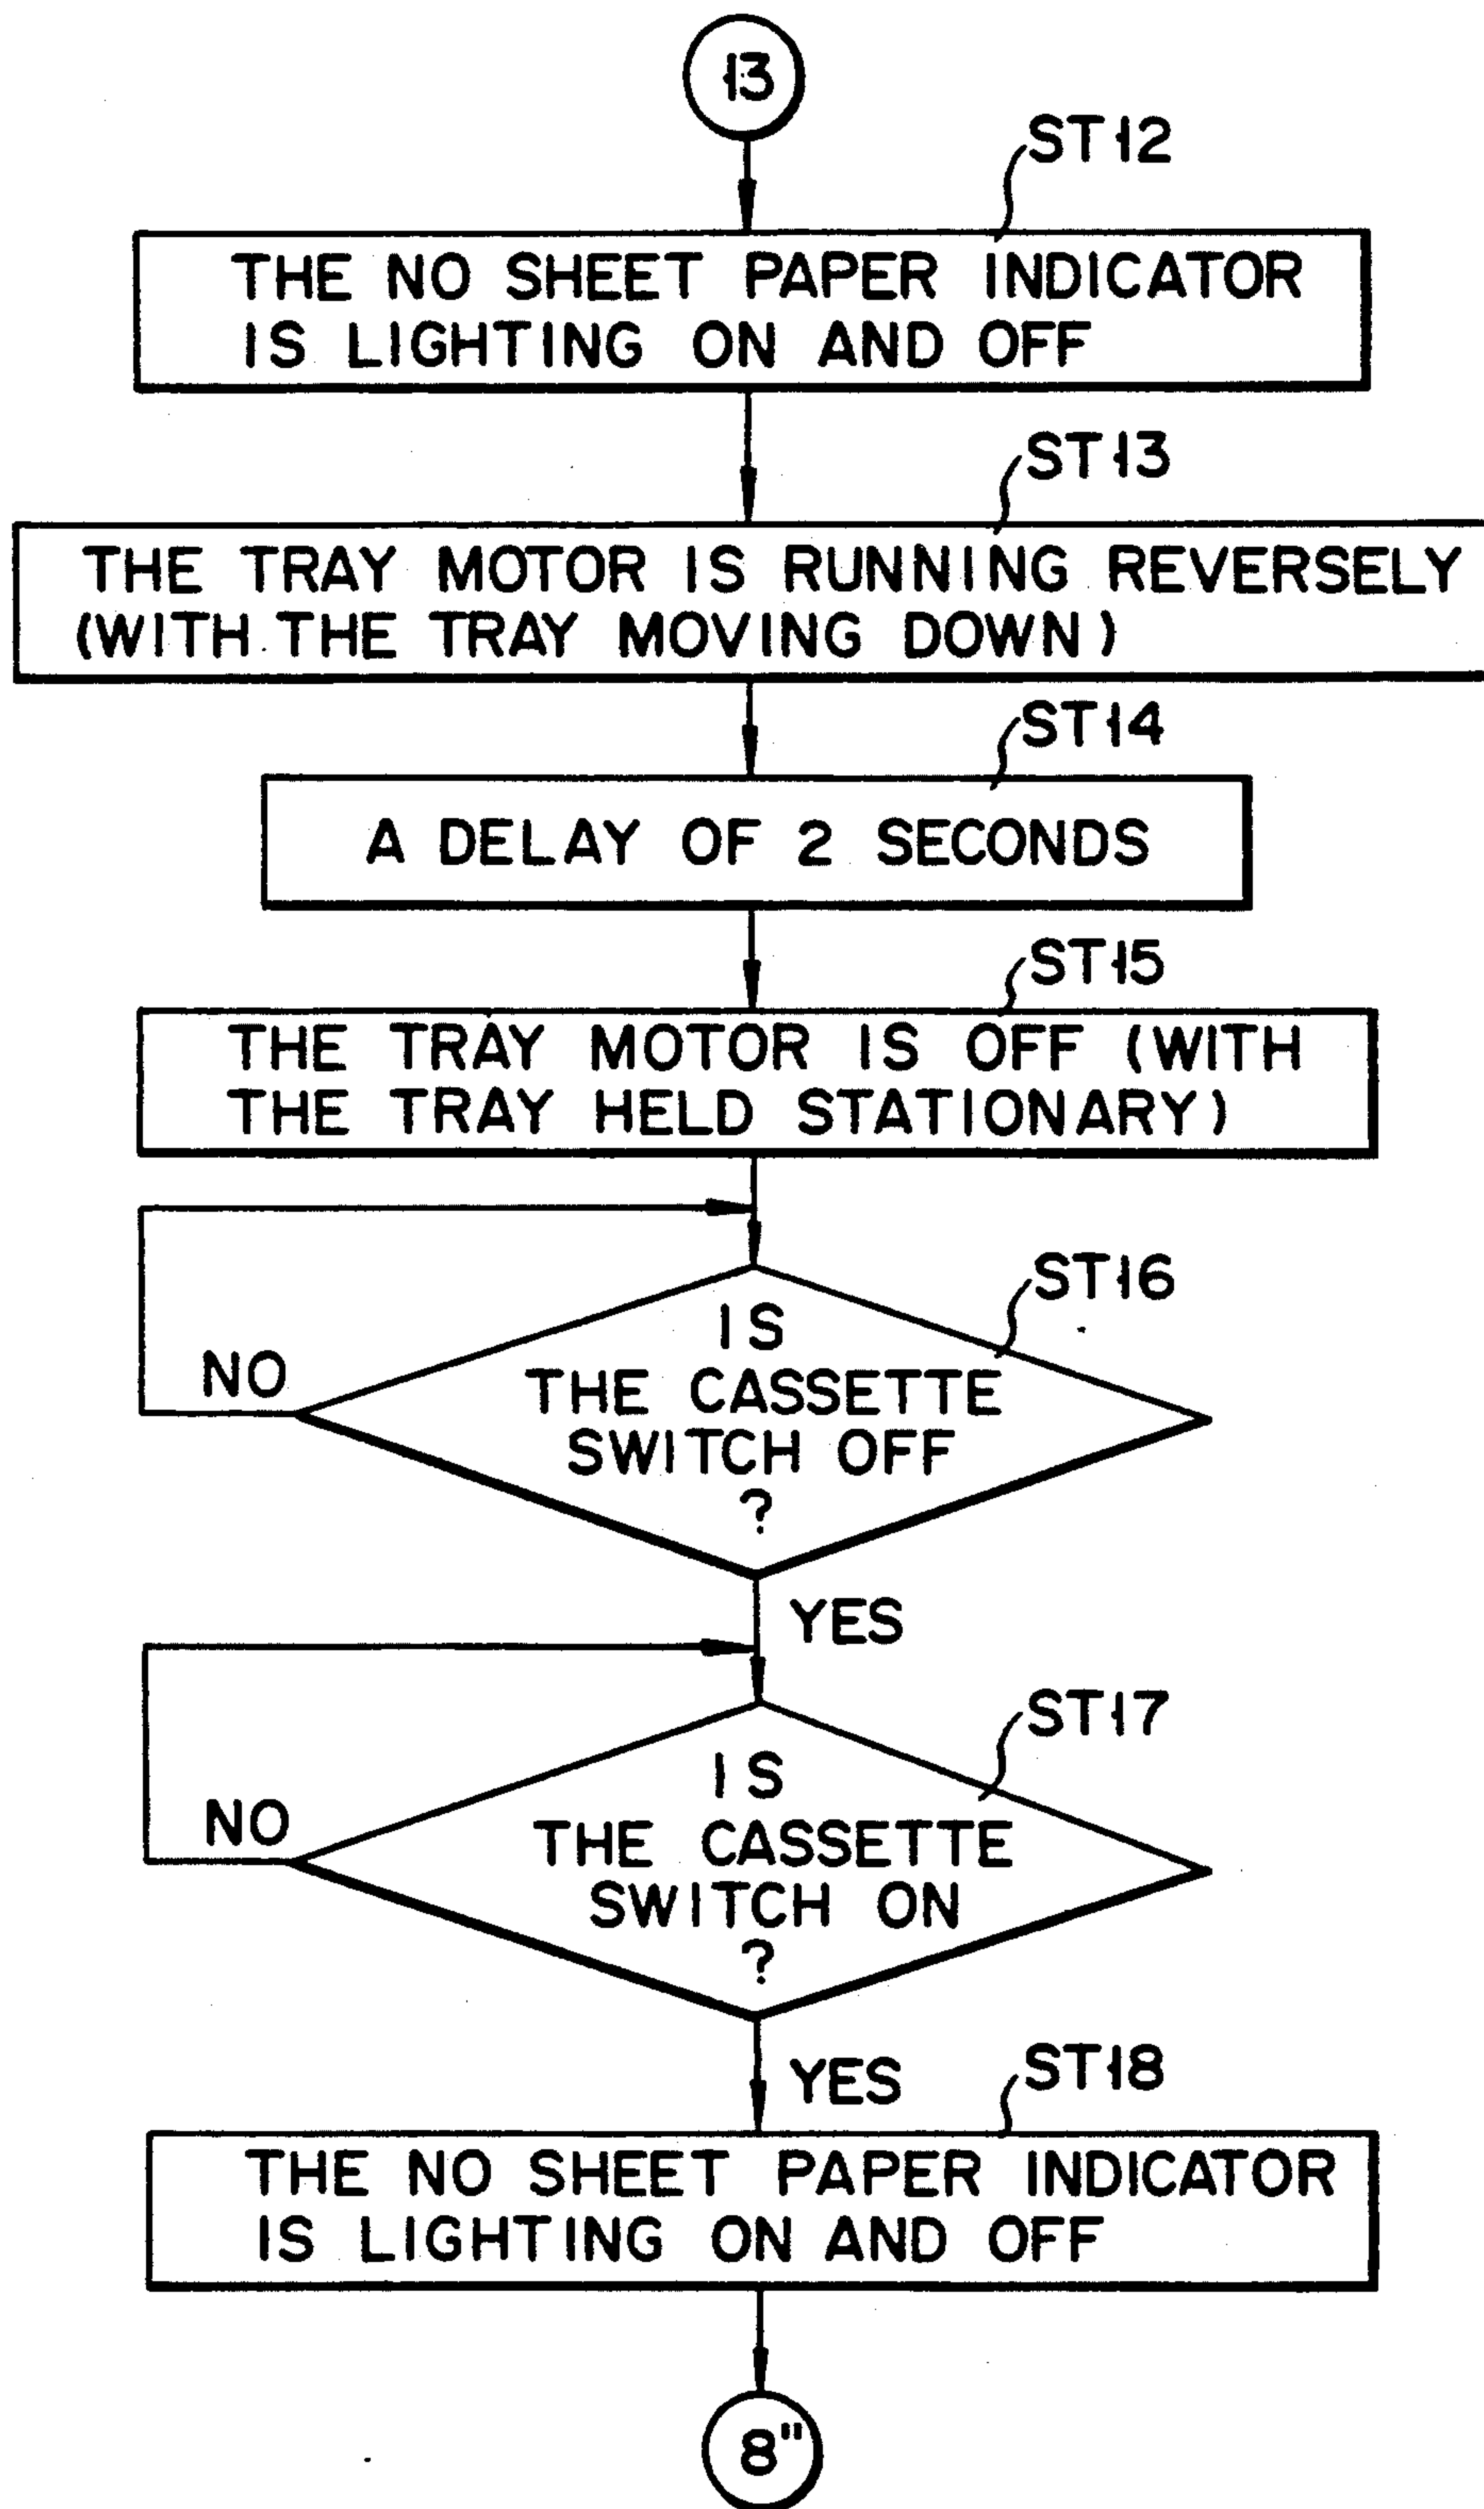 13
ST12
THE NO SHEET PAPER INDICATOR
IS LIGHTING ON AND OFF
ST13
THE TRAY MOTOR IS RUNNING REVERSELY
(WITH THE TRAY MOVING DOWN)
ST14
A DELAY OF 2 SECONDS
ST15
THE TRAY MOTOR IS OFF (WITH
THE TRAY HELD STATIONARY)
ST16
IS
THE CASSETTE
SWITCH OFF
?
NO
YES
ST17
IS
THE CASSETTE
SWITCH ON
?
NO
YES
ST18
THE NO SHEET PAPER INDICATOR
IS LIGHTING ON AND OFF
8"